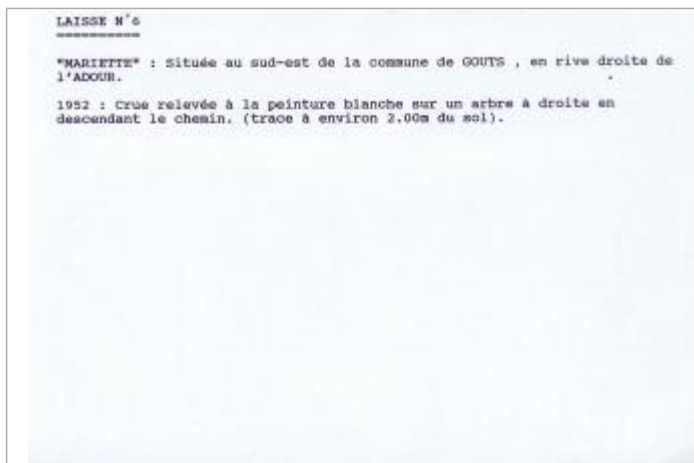 LAISSE N°6
"MARIETTE" : Située au sud-est de la commune de GOUTS , en rive droite de
l'ADOUR.
1952 : Crue relevée à la peinture blanche sur un arbre à droite en
descendant le chemin. (trace à environ 2.00m du sol).